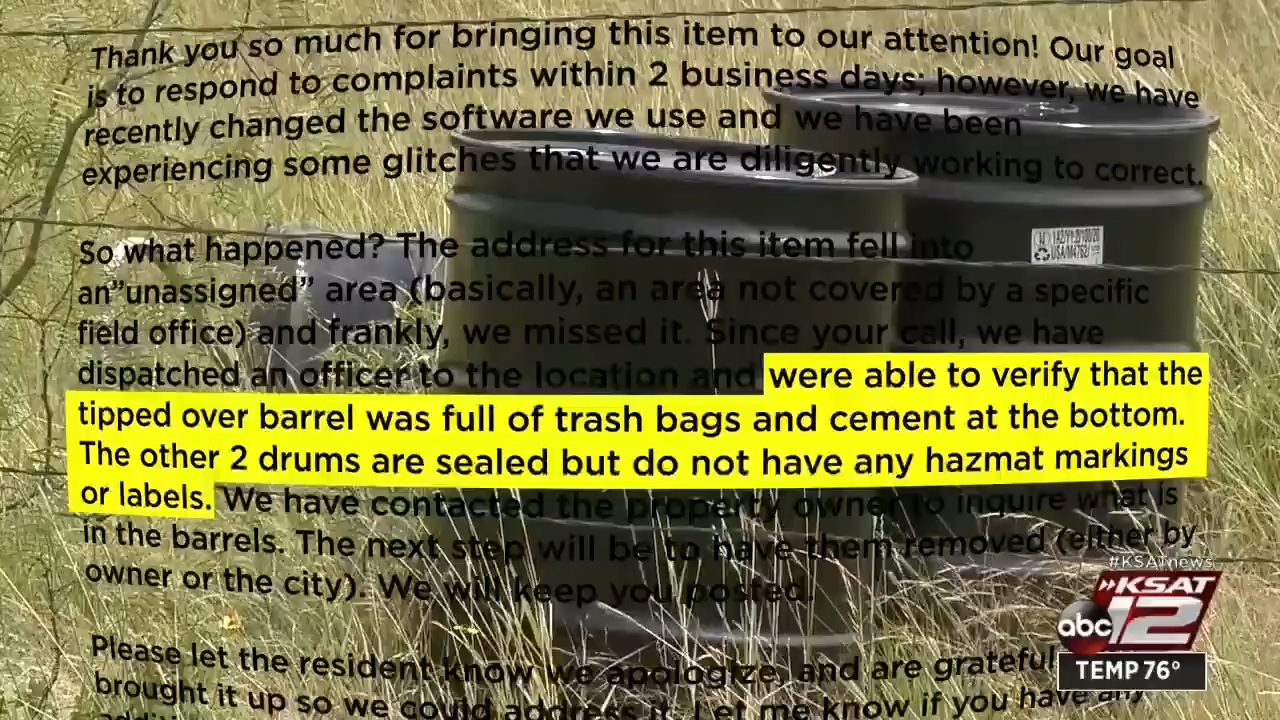 Thank you so much for bringing this item to our attention! Our goal
is to respond to complaints within 2 business days; however, we have
recently changed the software we use and we have been
experiencing some glitches that we are diligently working to correct.
So what happened? The address for this item fell into
an"unassigned" area (basically, an area not covered by a specific
field office) and frankly, we missed it. Since your call, we have
dispatched an officer to the location and were able to verify that the
tipped over barrel was full of trash bags and cement at the bottom.
The other 2 drums are sealed but do not have any hazmat markings
or labels. We have contacted the property owner to inquire what is
in the barrels. The next step will be to have them removed (either by
owner or the city). We will keep you posted.
Please let the resident know we apologize, and are grateful
brought it up so we could address it. Let me know if you have any
#KSATnews
KSAT
abc 12
TEMP 76°